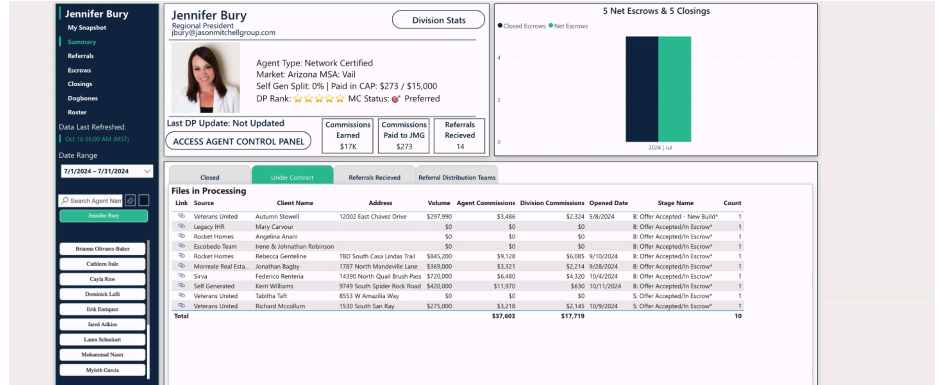 Jennifer Bury
My Snapshot
Summary
Referrals
Escrows
Closings
Dogbones
Roster
Data Last Refreshed:
Oct 16 06:00 AM (MST)
Date Range
7/1/2024 – 7/31/2024
Search Agent Nam
Jennifer Bury
Brianna Olivares-Baker
Cathleen Itule
Cayla Rios
Dominick Lalli
Erik Enriquez
Jared Adkins
Laura Schuckart
Mohammad Naser
Myleth Garcia
Jennifer Bury
Regional President
jbury@jasonmitchellgroup.com
Division Stats
Agent Type: Network Certified
Market: Arizona MSA: Vail
Self Gen Split: 0% | Paid in CAP: $273 / $15,000
DP Rank: ⭐⭐⭐⭐⭐ MC Status: 🎯 Preferred
Last DP Update: Not Updated
ACCESS AGENT CONTROL PANEL
Commissions Earned $17K
Commissions Paid to JMG $273
Referrals Recieved 14
5 Net Escrows & 5 Closings
Closed Escrows Net Escrows
4
2
0
2024 | Jul
Closed Under Contract Referrals Recieved Referral Distribution Teams
Files in Processing
Link Source Client Name Address Volume Agent Commissions Division Commissions Opened Date Stage Name Count
Veterans United Autumn Stowell 12002 East Chavez Drive $297,990 $3,486 $2,324 5/8/2024 B: Offer Accepted - New Build* 1
Legacy IHR Mary Carvour $0 $0 $0 B: Offer Accepted/In Escrow* 1
Rocket Homes Angelina Anani $0 $0 $0 B: Offer Accepted/In Escrow* 1
Escobedo Team Irene & Johnathan Robinson $0 $0 $0 B: Offer Accepted/In Escrow* 1
Rocket Homes Rebecca Genteline TBD South Casa Lindas Trail $845,200 $9,128 $6,085 9/10/2024 B: Offer Accepted/In Escrow* 1
Morreale Real Esta... Jonathan Bagby 1787 North Mandeville Lane $369,000 $3,321 $2,214 9/28/2024 B: Offer Accepted/In Escrow* 1
Sirva Federico Renteria 14390 North Quail Brush Pass $720,000 $6,480 $4,320 10/4/2024 B: Offer Accepted/In Escrow* 1
Self Generated Kerri Williams 9749 South Spider Rock Road $420,000 $11,970 $630 10/11/2024 B: Offer Accepted/In Escrow* 1
Veterans United Tabitha Taft 8553 W Amazilia Way $0 $0 $0 S: Offer Accepted/In Escrow* 1
Veterans United Richard Mccollum 1530 South San Ray $275,000 $3,218 $2,145 10/9/2024 S: Offer Accepted/In Escrow* 1
Total $37,603 $17,719 10